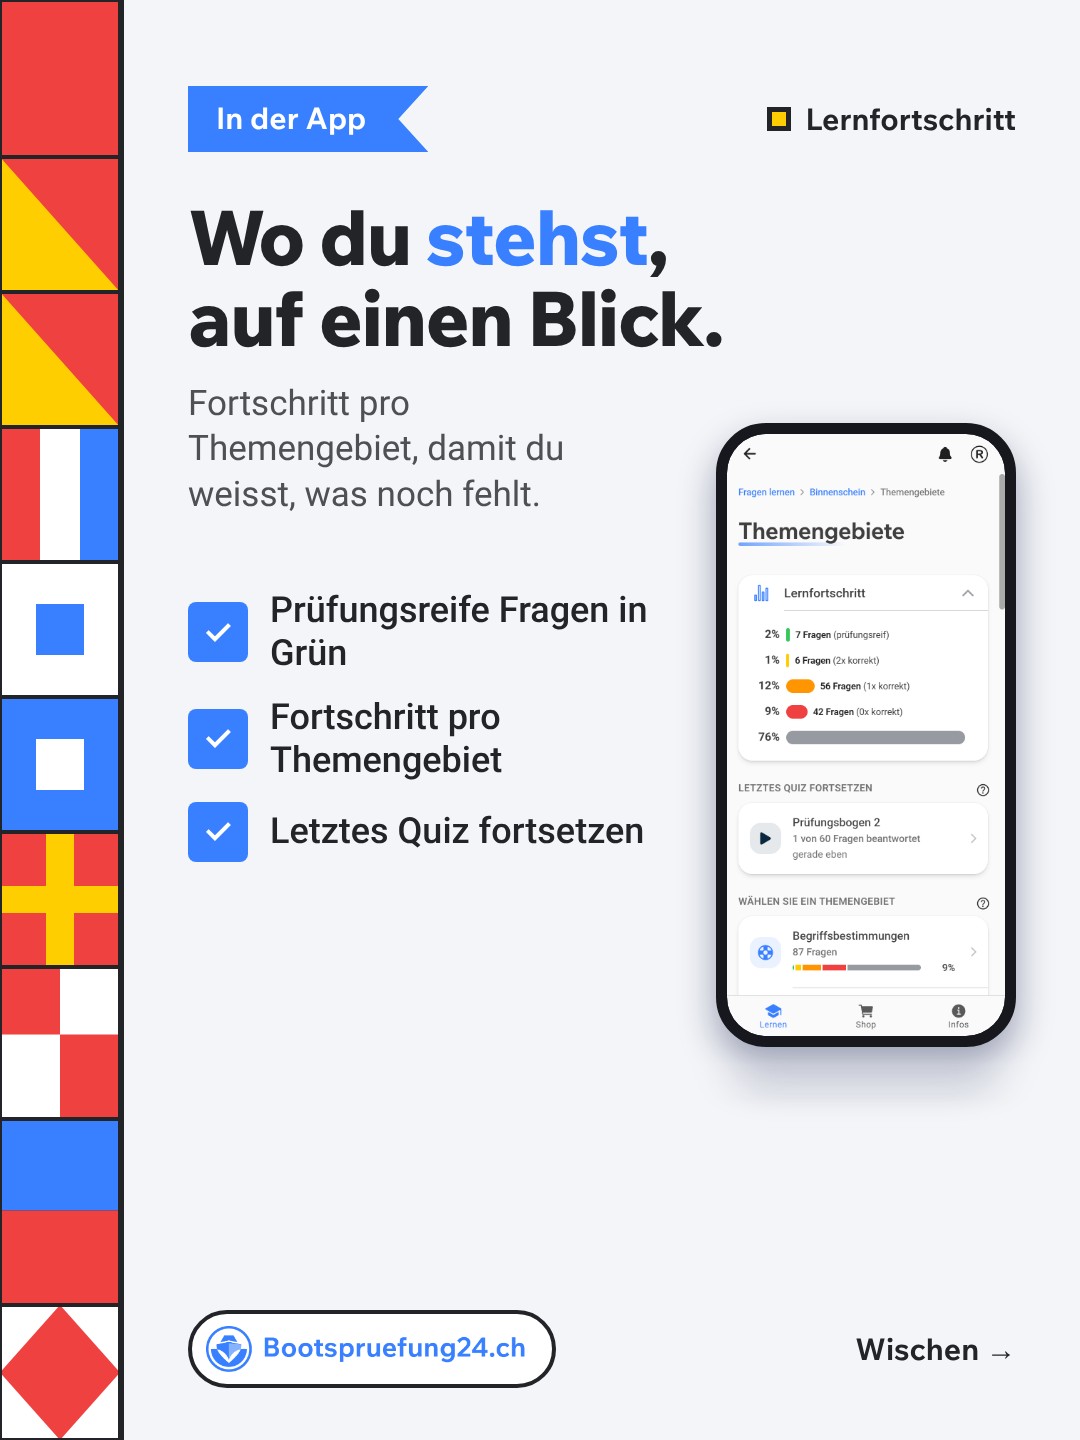 In der App
Lernfortschritt
Wo du stehst,
auf einen Blick.
Fortschritt pro
Themengebiet, damit du
weisst, was noch fehlt.
Prüfungsreife Fragen in
Grün
Fortschritt pro
Themengebiet
Letztes Quiz fortsetzen
R
Fragen lernen > Binnenschein > Themengebiete
Themengebiete
Lernfortschritt
2% 7 Fragen (prüfungsreif)
1% 6 Fragen (2x korrekt)
12% 56 Fragen (1x korrekt)
9% 42 Fragen (0x korrekt)
76%
LETZTES QUIZ FORTSETZEN
Prüfungsbogen 2
1 von 60 Fragen beantwortet
gerade eben
WÄHLEN SIE EIN THEMENGEBIET
Begriffsbestimmungen
87 Fragen
9%
Lernen Shop Infos
Bootspruefung24.ch
Wischen →